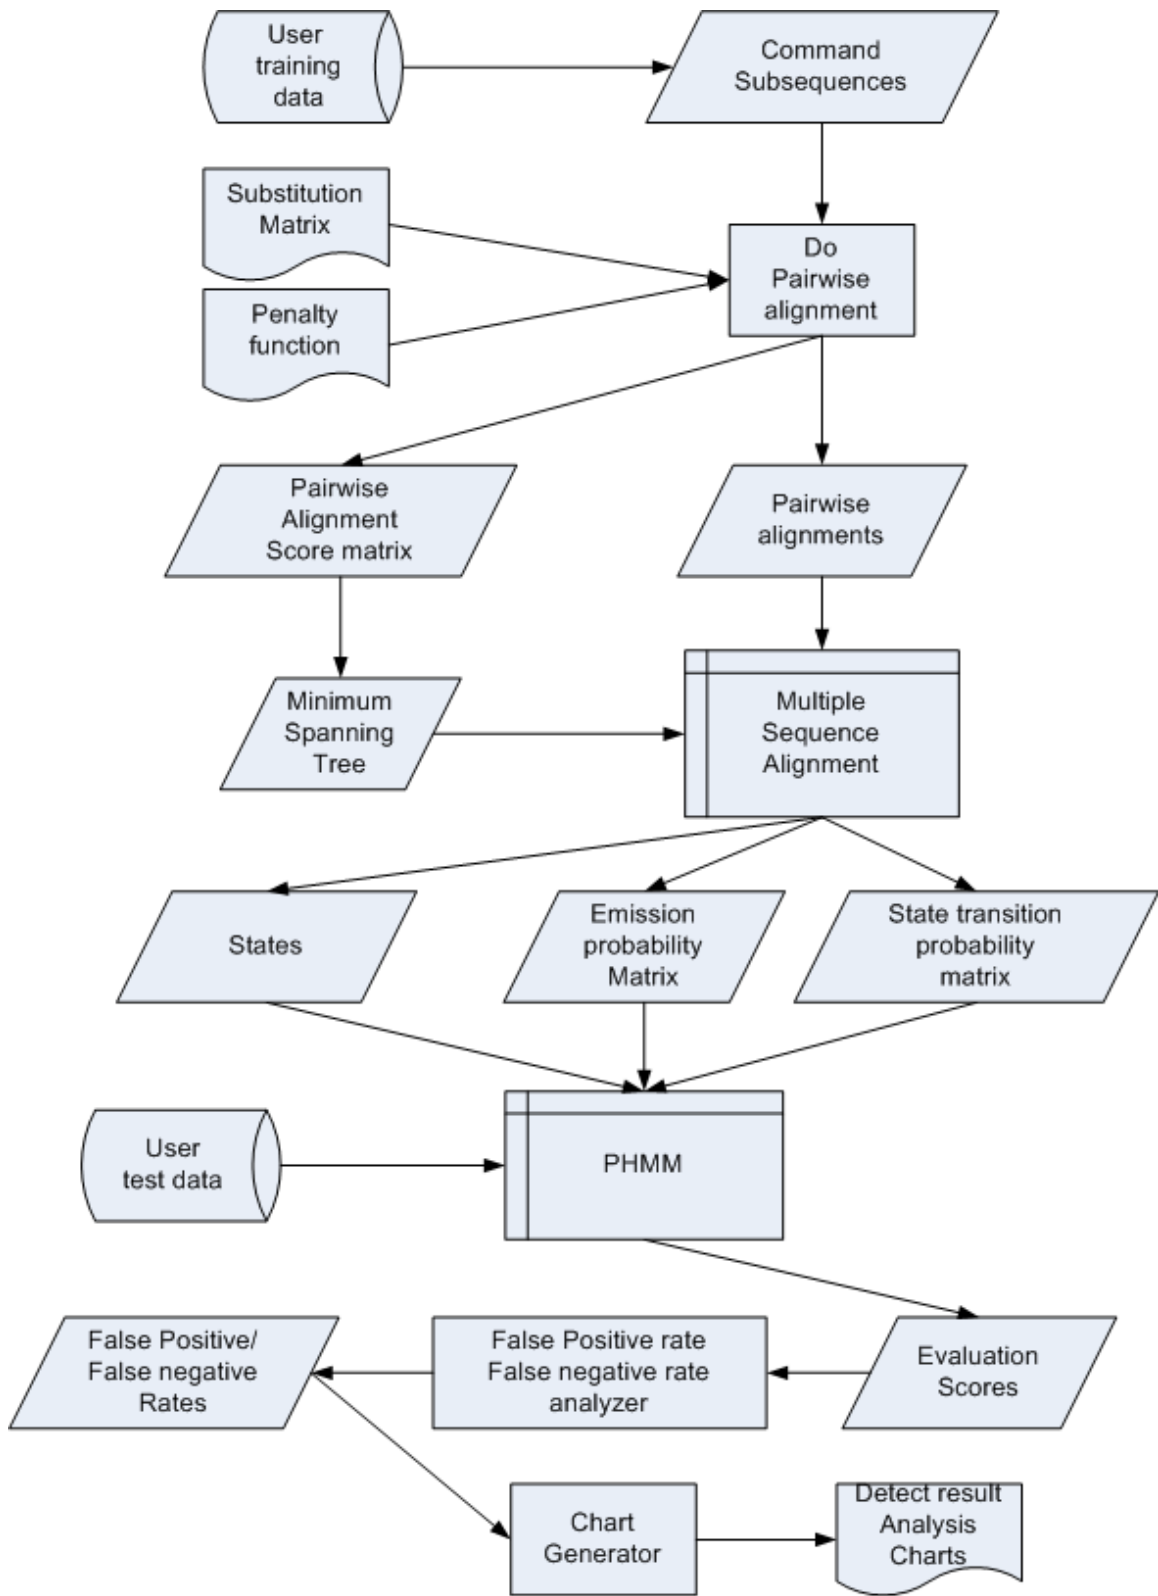 User
training
data
Command
Subsequences
Substitution
Matrix
Do
Pairwise
alignment
Penalty
function
Pairwise
Alignment
Score matrix
Pairwise
alignments
Minimum
Spanning
Tree
Multiple
Sequence
Alignment
States
Emission
probability
Matrix
State transition
probability
matrix
User
test data
PHMM
False Positive/
False negative
Rates
False Positive rate
False negative rate
analyzer
Evaluation
Scores
Chart
Generator
Detect result
Analysis
Charts